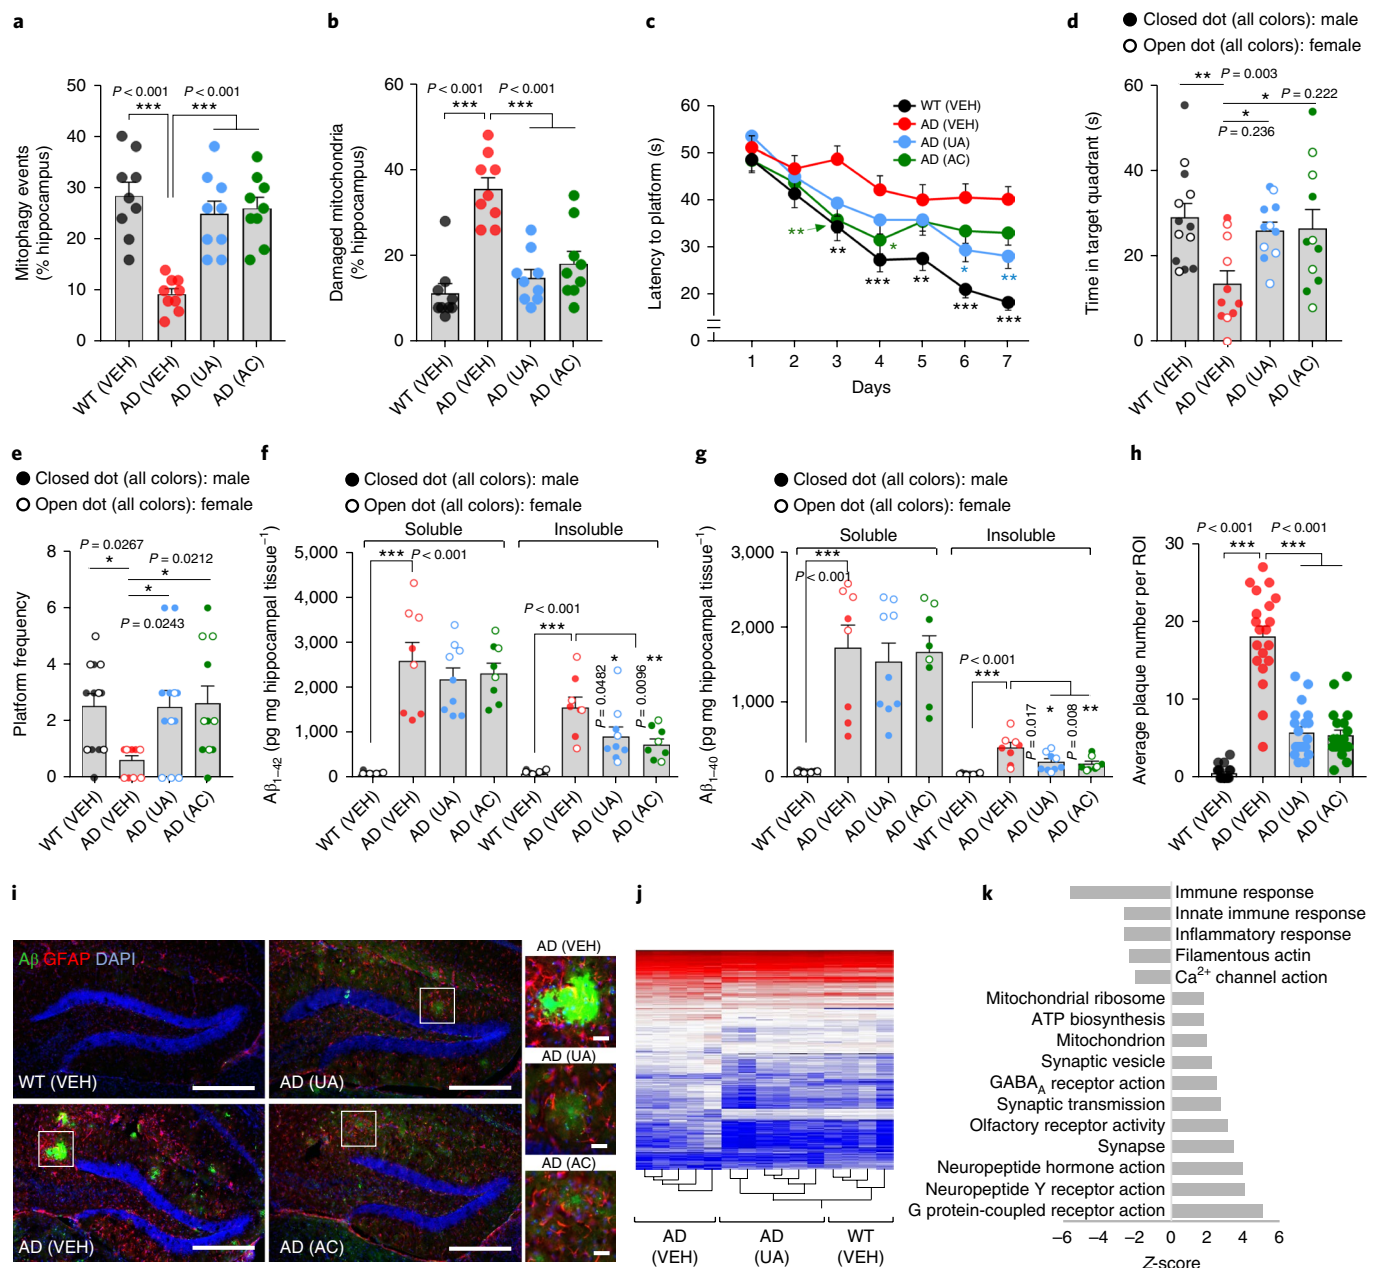 a
P < 0.001 P < 0.001
*** ***
Mitophagy events
(% hippocampus)
50
40
30
20
10
0
WT (VEH)
AD (VEH)
AD (UA)
AD (AC)
b
P < 0.001 P < 0.001
*** ***
Damaged mitochondria
(% hippocampus)
60
40
20
0
WT (VEH)
AD (VEH)
AD (UA)
AD (AC)
c
WT (VEH)
AD (VEH)
AD (UA)
AD (AC)
Latency to platform (s)
60
50
40
30
20
0
**
**
***
*
**
*
***
**
***
1 2 3 4 5 6 7
Days
d
Closed dot (all colors): male
Open dot (all colors): female
** P = 0.003
* P = 0.222
*
P = 0.236
Time in target quadrant (s)
60
40
20
0
WT (VEH)
AD (VEH)
AD (UA)
AD (AC)
e
Closed dot (all colors): male
Open dot (all colors): female
P = 0.0267
*
P = 0.0212
*
*
P = 0.0243
Platform frequency
8
6
4
2
0
WT (VEH)
AD (VEH)
AD (UA)
AD (AC)
f
Closed dot (all colors): male
Open dot (all colors): female
Soluble Insoluble
*** P < 0.001
P < 0.001
***
*
**
P = 0.0482
P = 0.0096
Aβ1–42 (pg mg hippocampal tissue−1)
5,000
4,000
3,000
2,000
1,000
0
WT (VEH)
AD (VEH)
AD (UA)
AD (AC)
WT (VEH)
AD (VEH)
AD (UA)
AD (AC)
g
Closed dot (all colors): male
Open dot (all colors): female
Soluble Insoluble
***
P < 0.001
P < 0.001
***
*
**
P = 0.017
P = 0.008
Aβ1–40 (pg mg hippocampal tissue−1)
3,000
2,000
1,000
0
WT (VEH)
AD (VEH)
AD (UA)
AD (AC)
WT (VEH)
AD (VEH)
AD (UA)
AD (AC)
h
P < 0.001 P < 0.001
*** ***
Average plaque number per ROI
30
20
10
0
WT (VEH)
AD (VEH)
AD (UA)
AD (AC)
i
Aβ GFAP DAPI
WT (VEH)
AD (UA)
AD (VEH)
AD (AC)
AD (VEH)
AD (UA)
AD (AC)
j
AD
(VEH)
AD
(UA)
WT
(VEH)
k
Immune response
Innate immune response
Inflammatory response
Filamentous actin
Ca2+ channel action
Mitochondrial ribosome
ATP biosynthesis
Mitochondrion
Synaptic vesicle
GABAA receptor action
Synaptic transmission
Olfactory receptor activity
Synapse
Neuropeptide hormone action
Neuropeptide Y receptor action
G protein-coupled receptor action
−6 −4 −2 0 2 4 6
Z-score